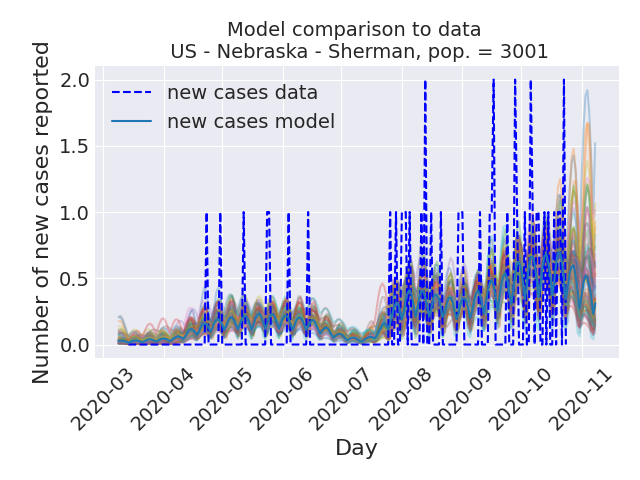 Model comparison to data
US - Nebraska - Sherman, pop. = 3001
Number of new cases reported
2.0
1.5
1.0
0.5
0.0
new cases data
new cases model
2020-03
2020-04
2020-05
2020-06
2020-07
2020-08
2020-09
2020-10
2020-11
Day